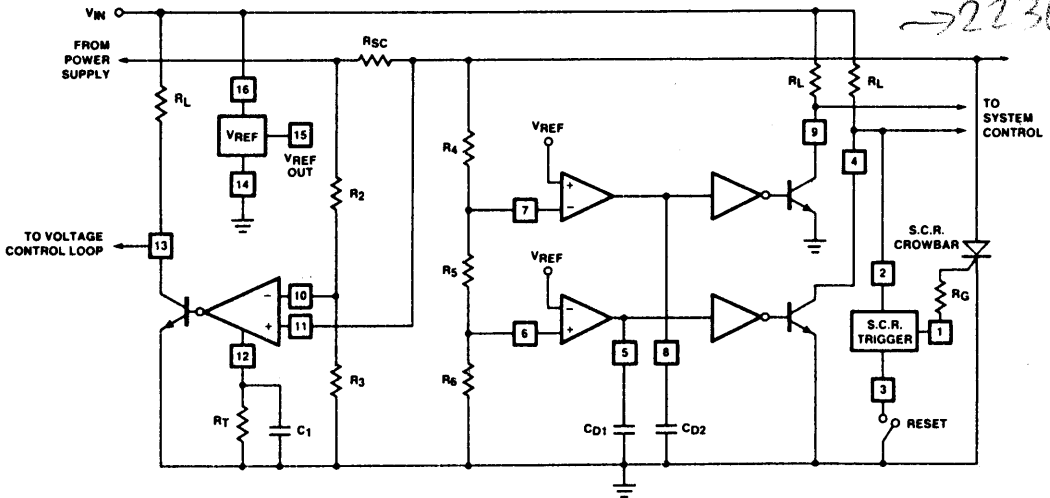 VIN
FROM
POWER
SUPPLY
RSC
RL
16
VREF
15
VREF
OUT
14
R2
R4
VREF
7
+
−
RL
RL
9
4
TO
SYSTEM
CONTROL
TO VOLTAGE
CONTROL LOOP
13
−
10
+
11
12
R5
VREF
6
−
+
5
8
S.C.R.
CROWBAR
2
RG
S.C.R.
TRIGGER
1
3
RT
C1
R3
R6
CD1
CD2
RESET